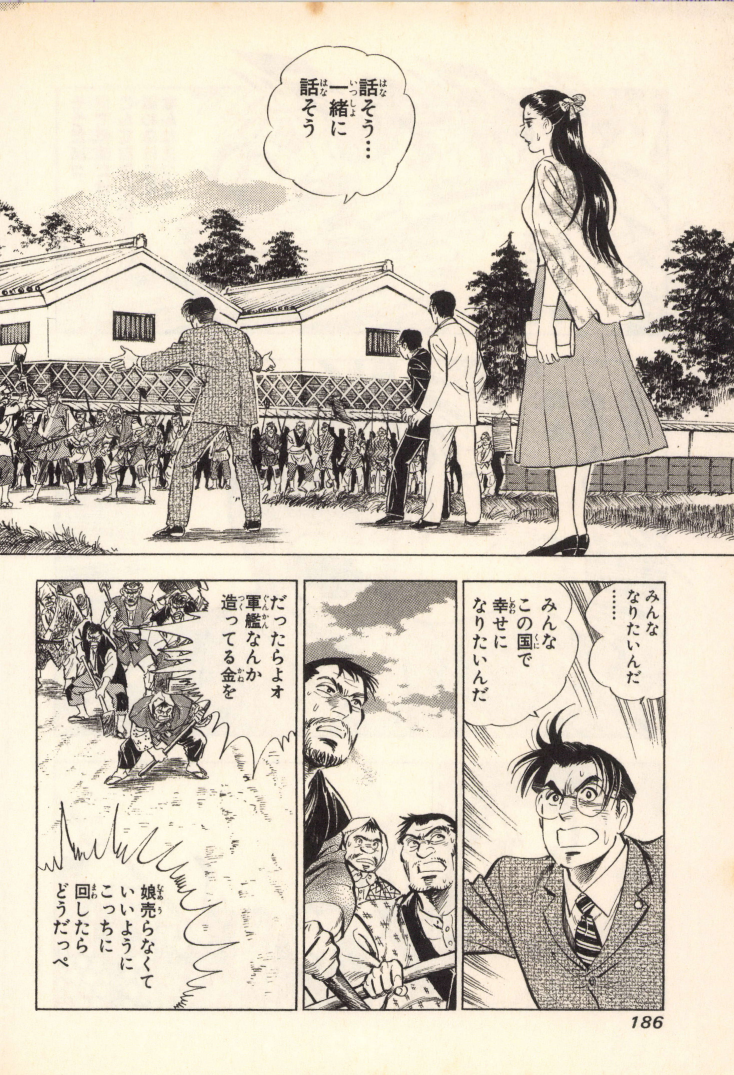 話そう…
一緒に
話そう
みんな
なりたいんだ
……
みんな
この国で
幸せに
なりたいんだ
だったらよォ
軍艦なんか
造ってる金を
娘売らなくて
いいように
こっちに
回したら
どうだっぺ
186